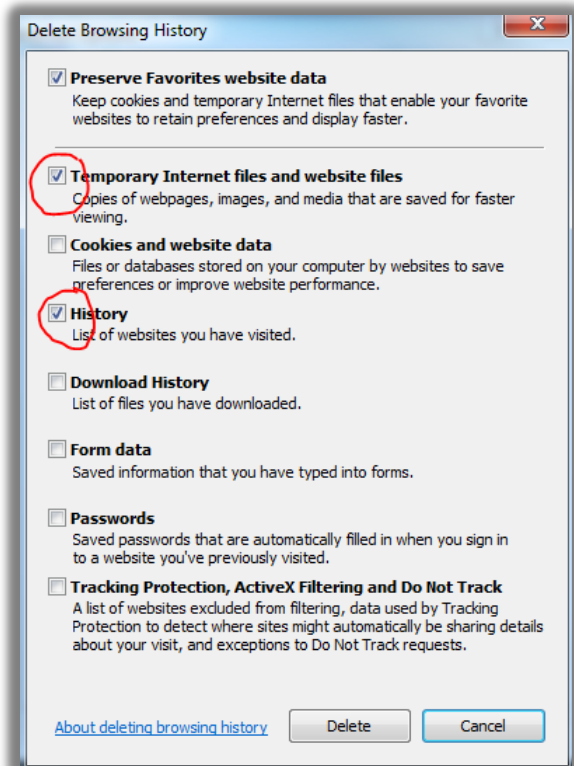 Delete Browsing History
Preserve Favorites website data
Keep cookies and temporary Internet files that enable your favorite
websites to retain preferences and display faster.
Temporary Internet files and website files
Copies of webpages, images, and media that are saved for faster
viewing.
Cookies and website data
Files or databases stored on your computer by websites to save
preferences or improve website performance.
History
List of websites you have visited.
Download History
List of files you have downloaded.
Form data
Saved information that you have typed into forms.
Passwords
Saved passwords that are automatically filled in when you sign in
to a website you've previously visited.
Tracking Protection, ActiveX Filtering and Do Not Track
A list of websites excluded from filtering, data used by Tracking
Protection to detect where sites might automatically be sharing details
about your visit, and exceptions to Do Not Track requests.
About deleting browsing history Delete Cancel